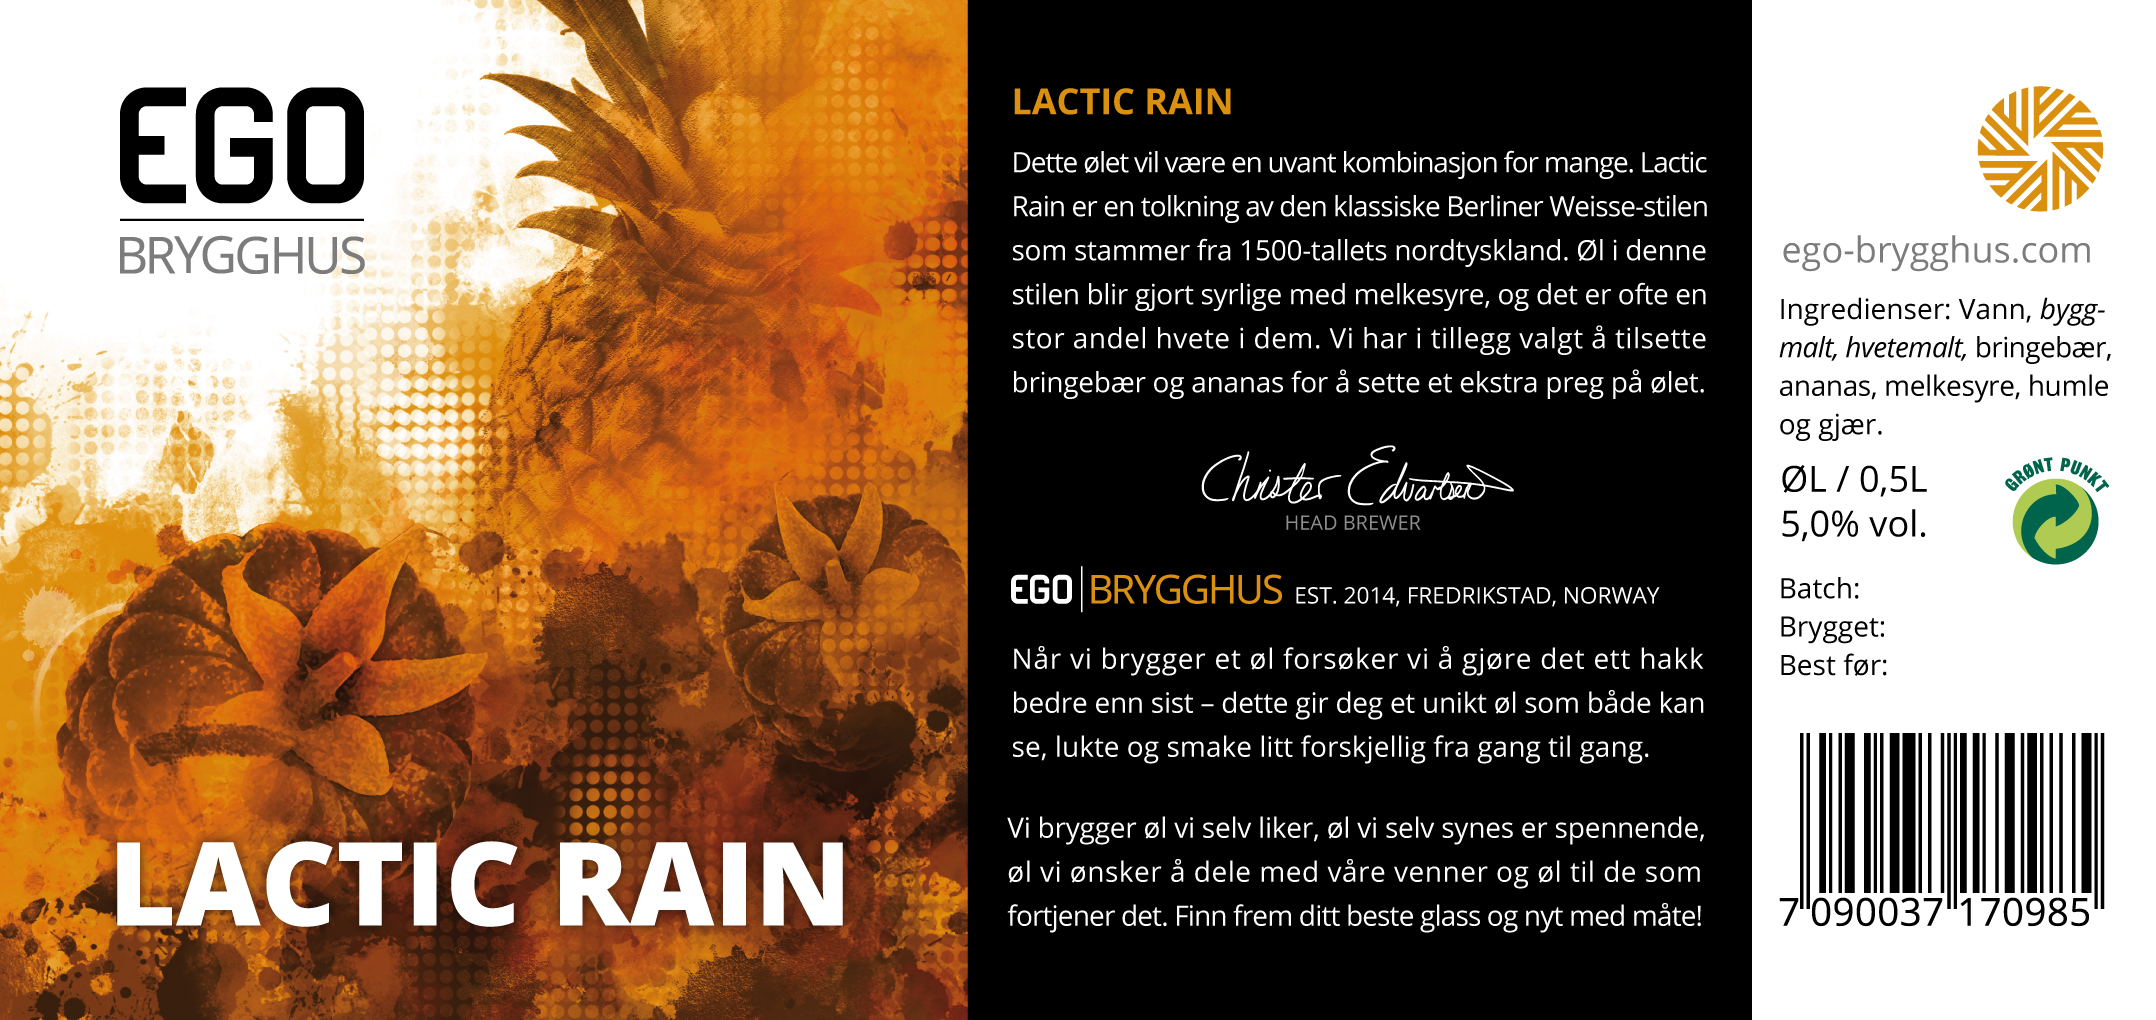 EGO
BRYGGHUS
LACTIC RAIN
LACTIC RAIN
Dette ølet vil være en uvant kombinasjon for mange. Lactic
Rain er en tolkning av den klassiske Berliner Weisse-stilen
som stammer fra 1500-tallets nordtyskland. Øl i denne
stilen blir gjort syrlige med melkesyre, og det er ofte en
stor andel hvete i dem. Vi har i tillegg valgt å tilsette
bringebær og ananas for å sette et ekstra preg på ølet.
Christer Edvartsen
HEAD BREWER
EGO BRYGGHUS EST. 2014, FREDRIKSTAD, NORWAY
Når vi brygger et øl forsøker vi å gjøre det ett hakk
bedre enn sist – dette gir deg et unikt øl som både kan
se, lukte og smake litt forskjellig fra gang til gang.
Vi brygger øl vi selv liker, øl vi selv synes er spennende,
øl vi ønsker å dele med våre venner og øl til de som
fortjener det. Finn frem ditt beste glass og nyt med måte!
ego-brygghus.com
Ingredienser: Vann, bygg-
malt, hvetemalt, bringebær,
ananas, melkesyre, humle
og gjær.
ØL / 0,5L
5,0% vol.
GRØNT PUNKT
Batch:
Brygget:
Best før:
7 090037 170985